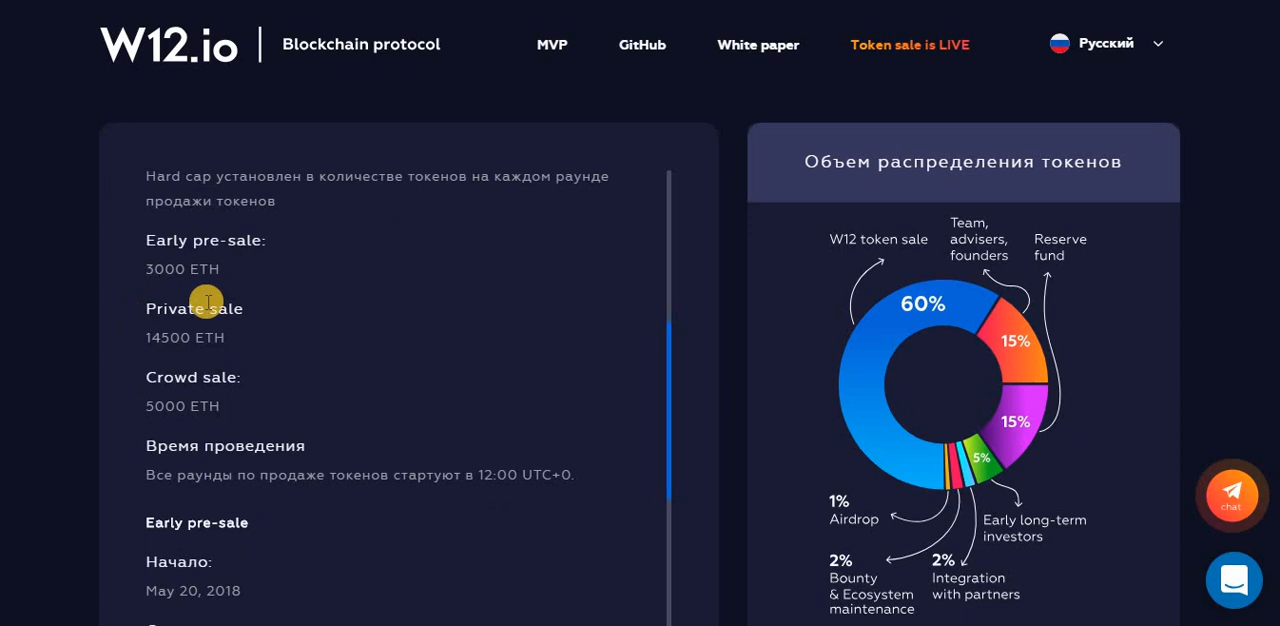 W12.io | Blockchain protocol
MVP
GitHub
White paper
Token sale is LIVE
Русский
Hard cap установлен в количестве токенов на каждом раунде
продажи токенов
Early pre-sale:
3000 ETH
Private sale
14500 ETH
Crowd sale:
5000 ETH
Время проведения
Все раунды по продаже токенов стартуют в 12:00 UTC+0.
Early pre-sale
Начало:
May 20, 2018
Объем распределения токенов
W12 token sale
Team,
advisers,
founders
Reserve
fund
60%
15%
15%
5%
1%
Airdrop
Early long-term
investors
2%
Bounty
& Ecosystem
maintenance
2%
Integration
with partners
chat